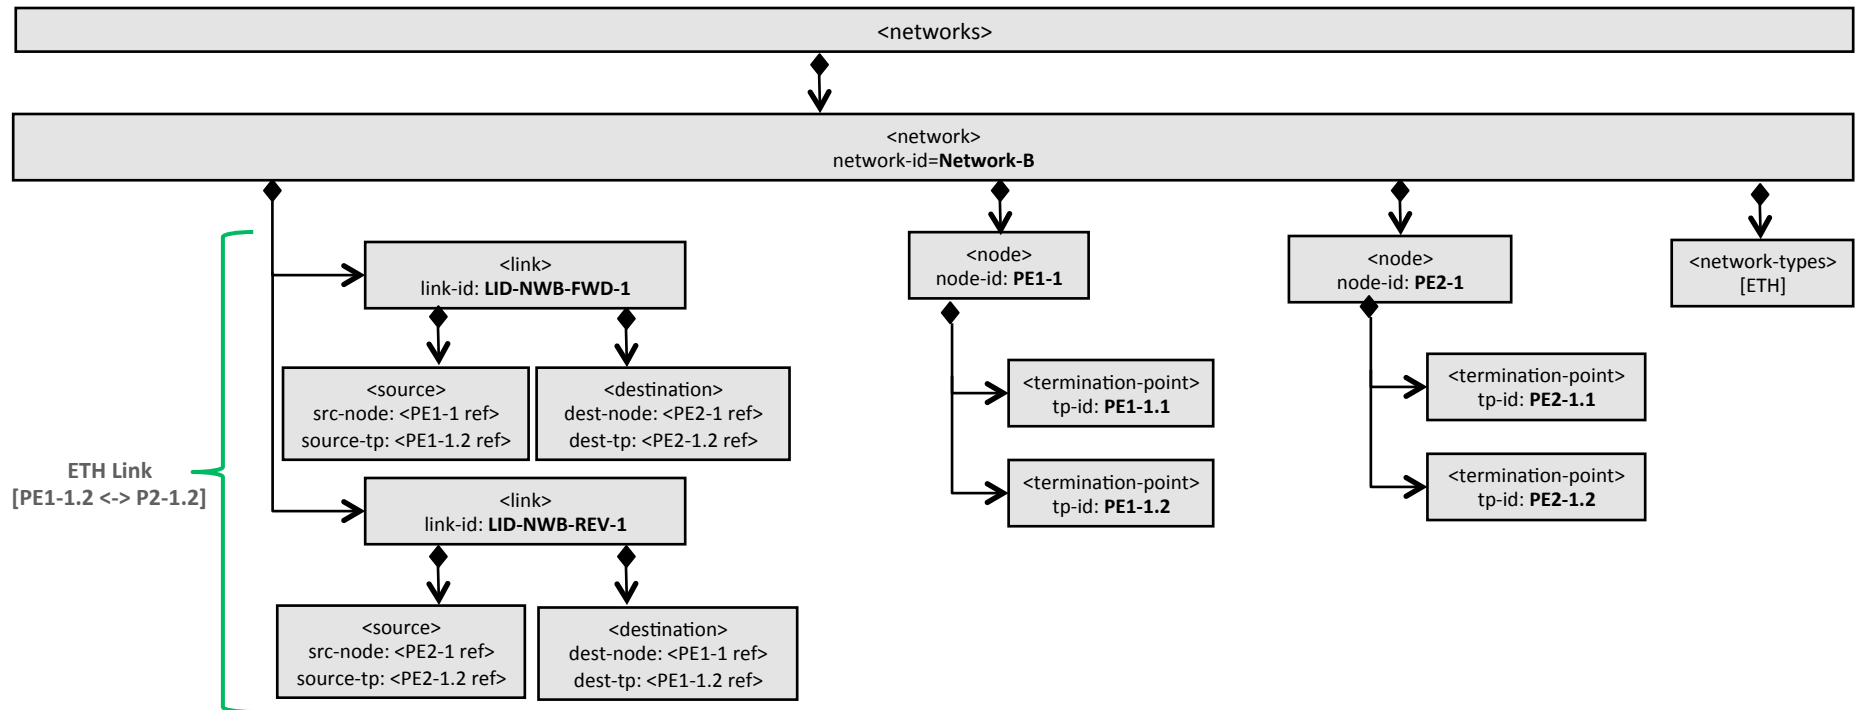 <networks>
<network>
network-id=Network-B
<link>
link-id: LID-NWB-FWD-1
<source>
src-node: <PE1-1 ref>
source-tp: <PE1-1.2 ref>
<destination>
dest-node: <PE2-1 ref>
dest-tp: <PE2-1.2 ref>
ETH Link
[PE1-1.2 <-> P2-1.2]
<link>
link-id: LID-NWB-REV-1
<source>
src-node: <PE2-1 ref>
source-tp: <PE2-1.2 ref>
<destination>
dest-node: <PE1-1 ref>
dest-tp: <PE1-1.2 ref>
<node>
node-id: PE1-1
<termination-point>
tp-id: PE1-1.1
<termination-point>
tp-id: PE1-1.2
<node>
node-id: PE2-1
<termination-point>
tp-id: PE2-1.1
<termination-point>
tp-id: PE2-1.2
<network-types>
[ETH]